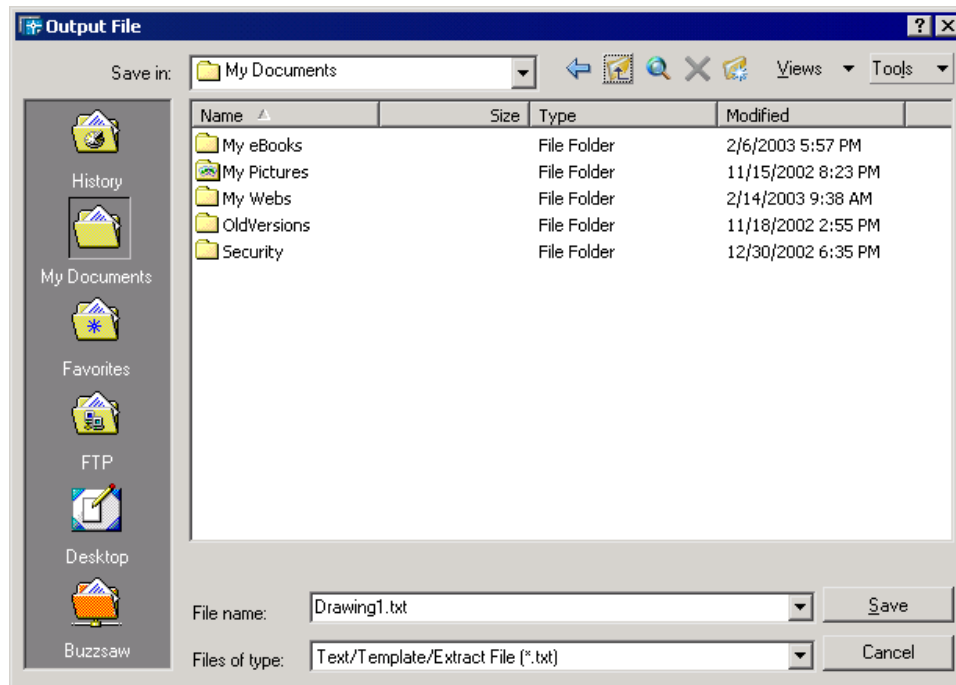 Output File
Save in: My Documents Views Tools
Name Size Type Modified
My eBooks File Folder 2/6/2003 5:57 PM
My Pictures File Folder 11/15/2002 8:23 PM
My Webs File Folder 2/14/2003 9:38 AM
OldVersions File Folder 11/18/2002 2:55 PM
Security File Folder 12/30/2002 6:35 PM
History
My Documents
Favorites
FTP
Desktop
Buzzsaw
File name: Drawing1.txt Save
Files of type: Text/Template/Extract File (*.txt) Cancel